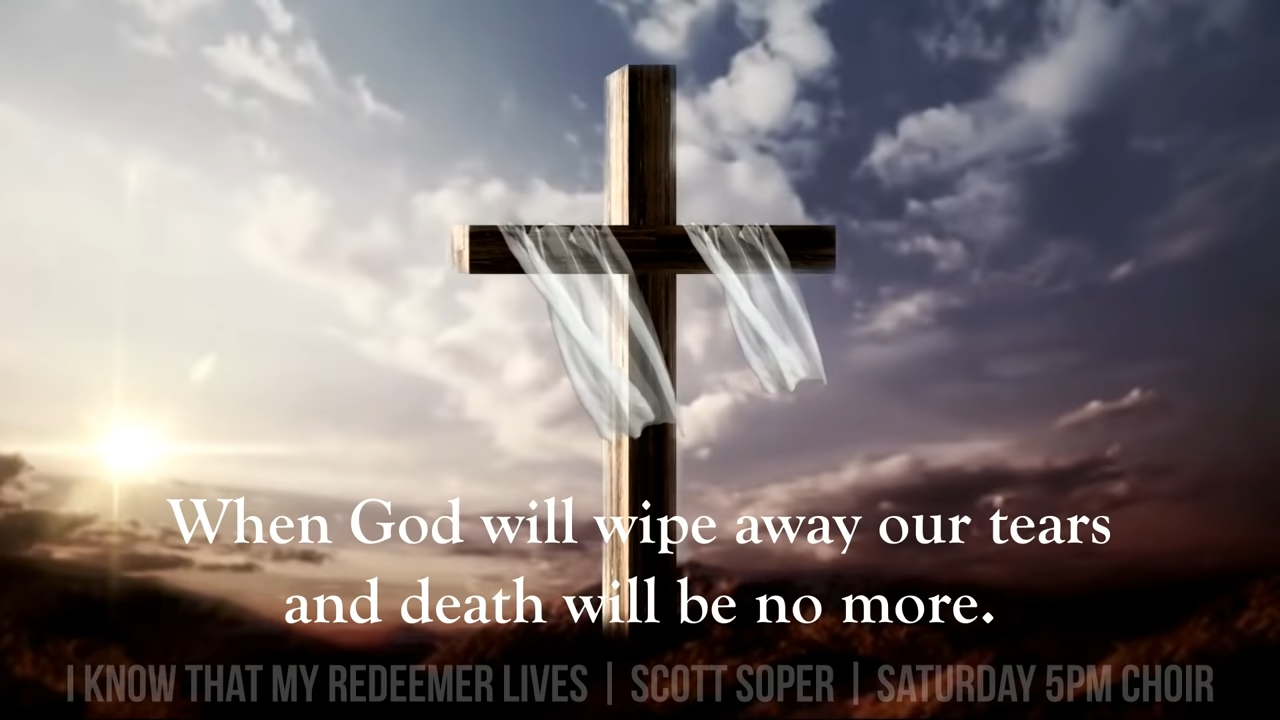 When God will wipe away our tears
and death will be no more.
I KNOW THAT MY REDEEMER LIVES | SCOTT SOPER | SATURDAY 5PM CHOIR